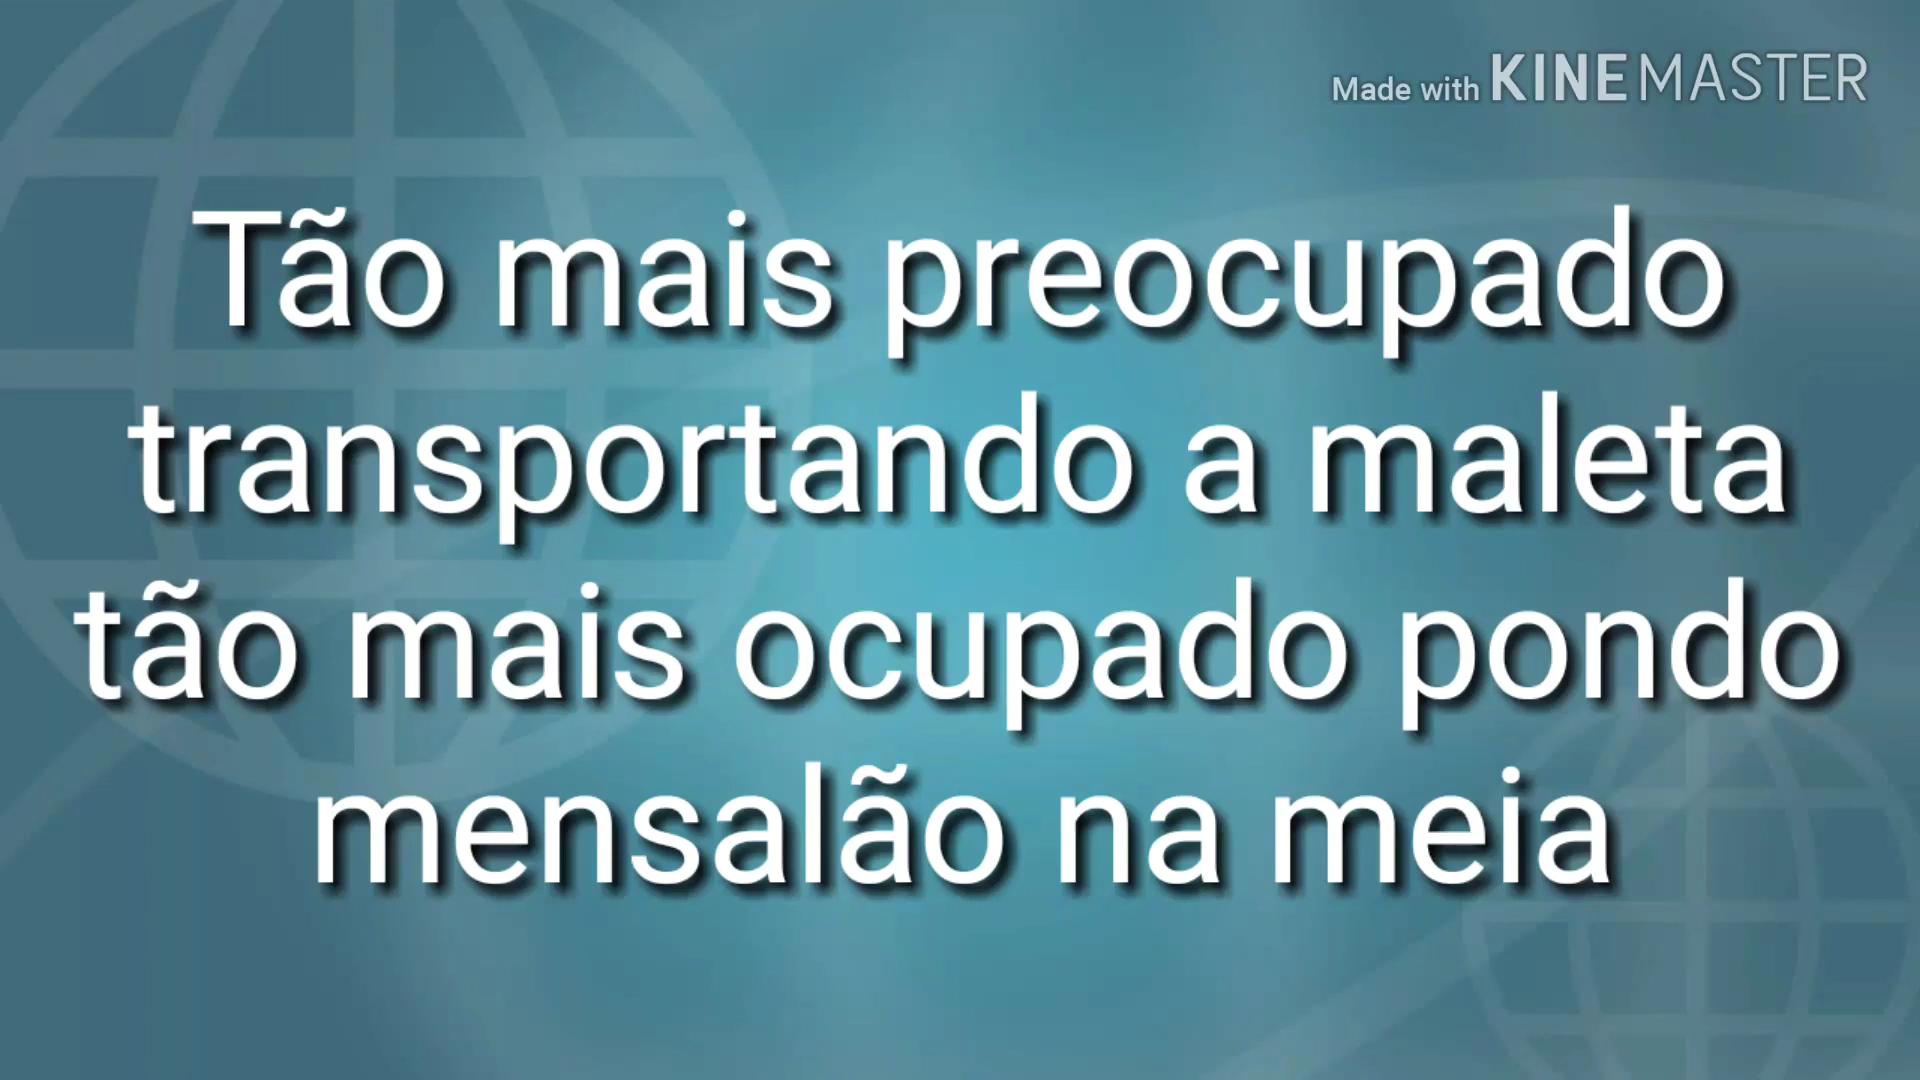 Made with KINEMASTER
Tão mais preocupado
transportando a maleta
tão mais ocupado pondo
mensalão na meia